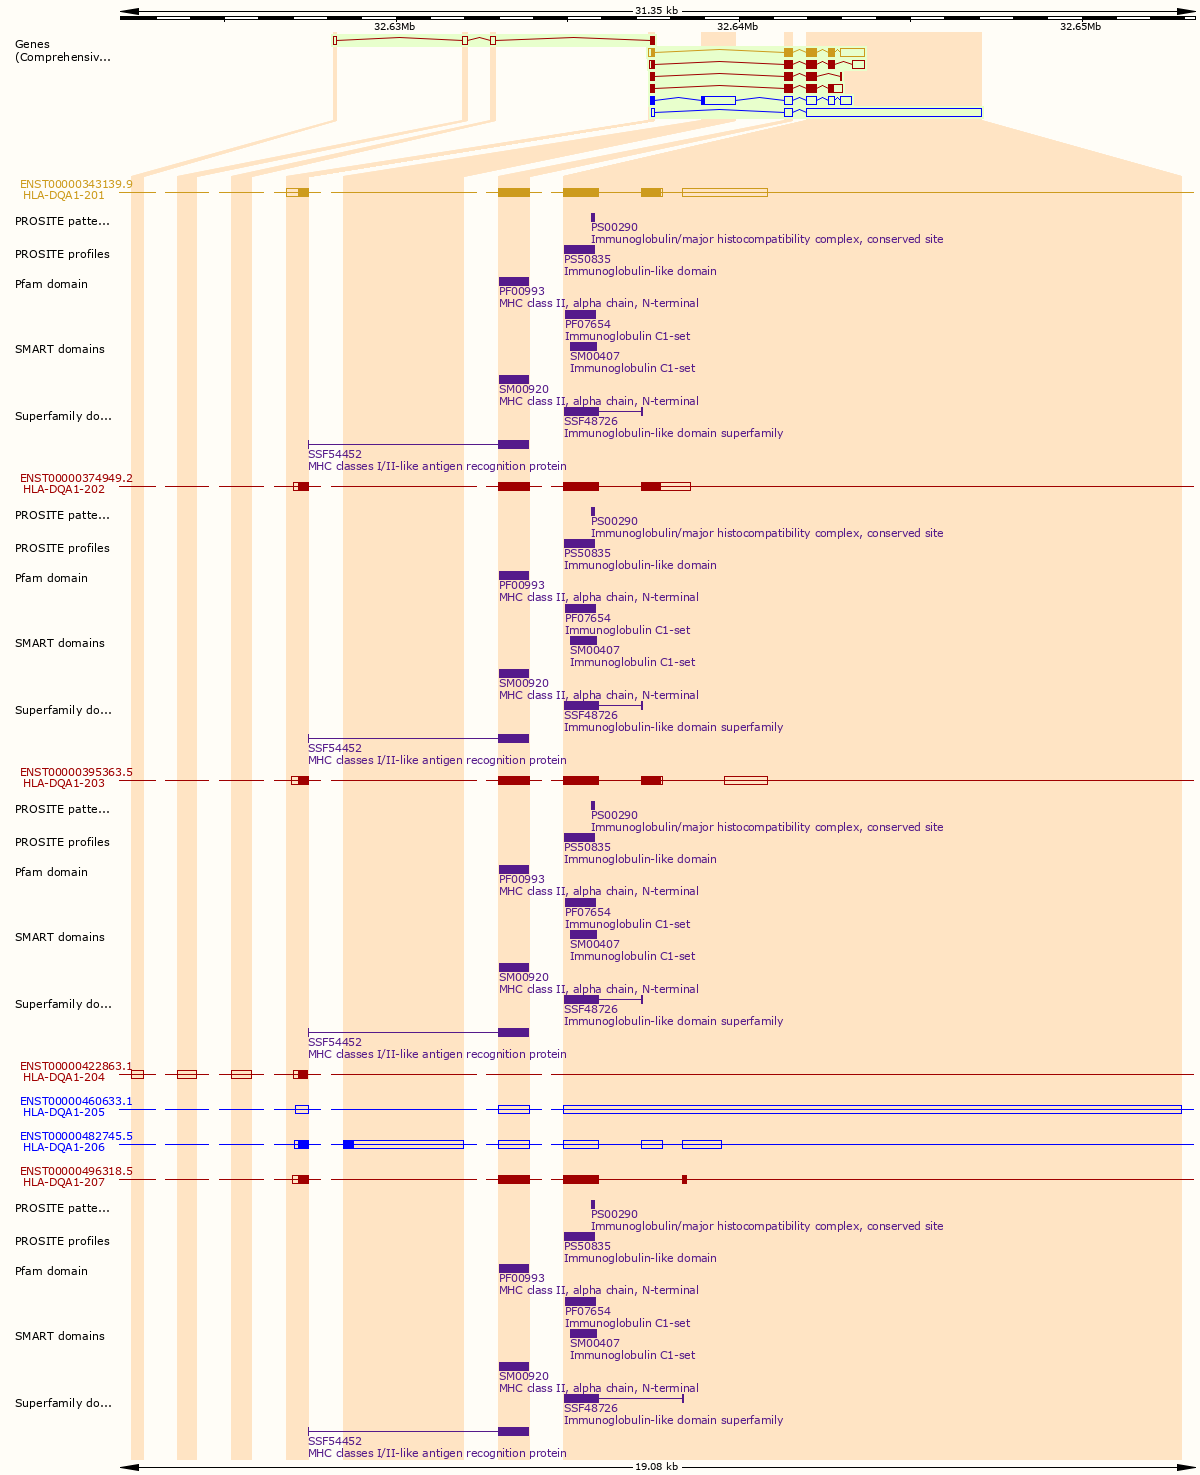 31.35 kb
32.63Mb 32.64Mb 32.65Mb
Genes
(Comprehensiv...
ENST00000343139.9
HLA-DQA1-201
PROSITE patte...
PS00290
Immunoglobulin/major histocompatibility complex, conserved site
PROSITE profiles
PS50835
Immunoglobulin-like domain
Pfam domain
PF00993
MHC class II, alpha chain, N-terminal
PF07654
Immunoglobulin C1-set
SMART domains
SM00407
Immunoglobulin C1-set
SM00920
MHC class II, alpha chain, N-terminal
Superfamily do...
SSF48726
Immunoglobulin-like domain superfamily
SSF54452
MHC classes I/II-like antigen recognition protein
ENST00000374949.2
HLA-DQA1-202
PROSITE patte...
PS00290
Immunoglobulin/major histocompatibility complex, conserved site
PROSITE profiles
PS50835
Immunoglobulin-like domain
Pfam domain
PF00993
MHC class II, alpha chain, N-terminal
PF07654
Immunoglobulin C1-set
SMART domains
SM00407
Immunoglobulin C1-set
SM00920
MHC class II, alpha chain, N-terminal
Superfamily do...
SSF48726
Immunoglobulin-like domain superfamily
SSF54452
MHC classes I/II-like antigen recognition protein
ENST00000395363.5
HLA-DQA1-203
PROSITE patte...
PS00290
Immunoglobulin/major histocompatibility complex, conserved site
PROSITE profiles
PS50835
Immunoglobulin-like domain
Pfam domain
PF00993
MHC class II, alpha chain, N-terminal
PF07654
Immunoglobulin C1-set
SMART domains
SM00407
Immunoglobulin C1-set
SM00920
MHC class II, alpha chain, N-terminal
Superfamily do...
SSF48726
Immunoglobulin-like domain superfamily
SSF54452
MHC classes I/II-like antigen recognition protein
ENST00000422863.1
HLA-DQA1-204
ENST00000460633.1
HLA-DQA1-205
ENST00000482745.5
HLA-DQA1-206
ENST00000496318.5
HLA-DQA1-207
PROSITE patte...
PS00290
Immunoglobulin/major histocompatibility complex, conserved site
PROSITE profiles
PS50835
Immunoglobulin-like domain
Pfam domain
PF00993
MHC class II, alpha chain, N-terminal
PF07654
Immunoglobulin C1-set
SMART domains
SM00407
Immunoglobulin C1-set
SM00920
MHC class II, alpha chain, N-terminal
Superfamily do...
SSF48726
Immunoglobulin-like domain superfamily
SSF54452
MHC classes I/II-like antigen recognition protein
19.08 kb